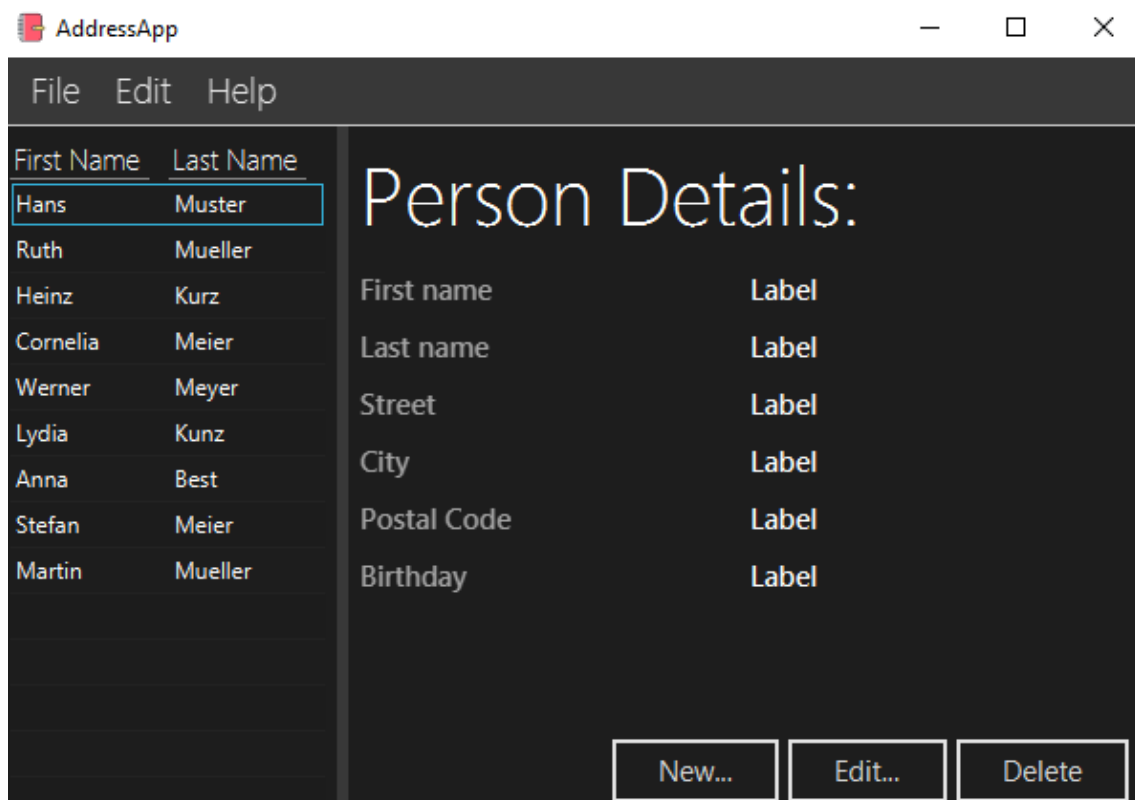 AddressApp
File Edit Help
First Name Last Name
Hans Muster
Ruth Mueller
Heinz Kurz
Cornelia Meier
Werner Meyer
Lydia Kunz
Anna Best
Stefan Meier
Martin Mueller
Person Details:
First name Label
Last name Label
Street Label
City Label
Postal Code Label
Birthday Label
New... Edit... Delete